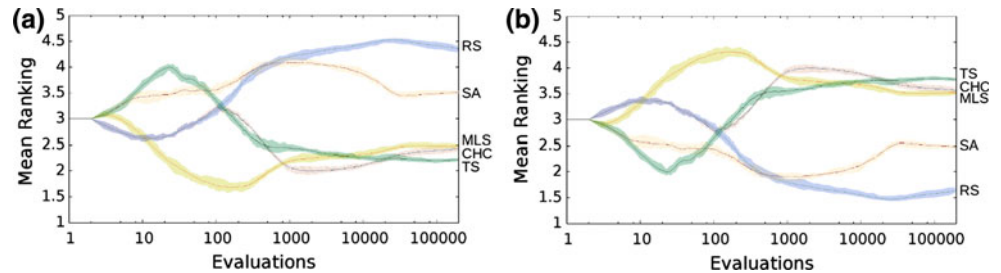 (a)
Mean Ranking
5
4.5
4
3.5
3
2.5
2
1.5
1
1 10 100 1000 10000 100000
Evaluations
RS
SA
MLS
CHC
TS
(b)
Mean Ranking
5
4.5
4
3.5
3
2.5
2
1.5
1
1 10 100 1000 10000 100000
Evaluations
TS
CHC
MLS
SA
RS